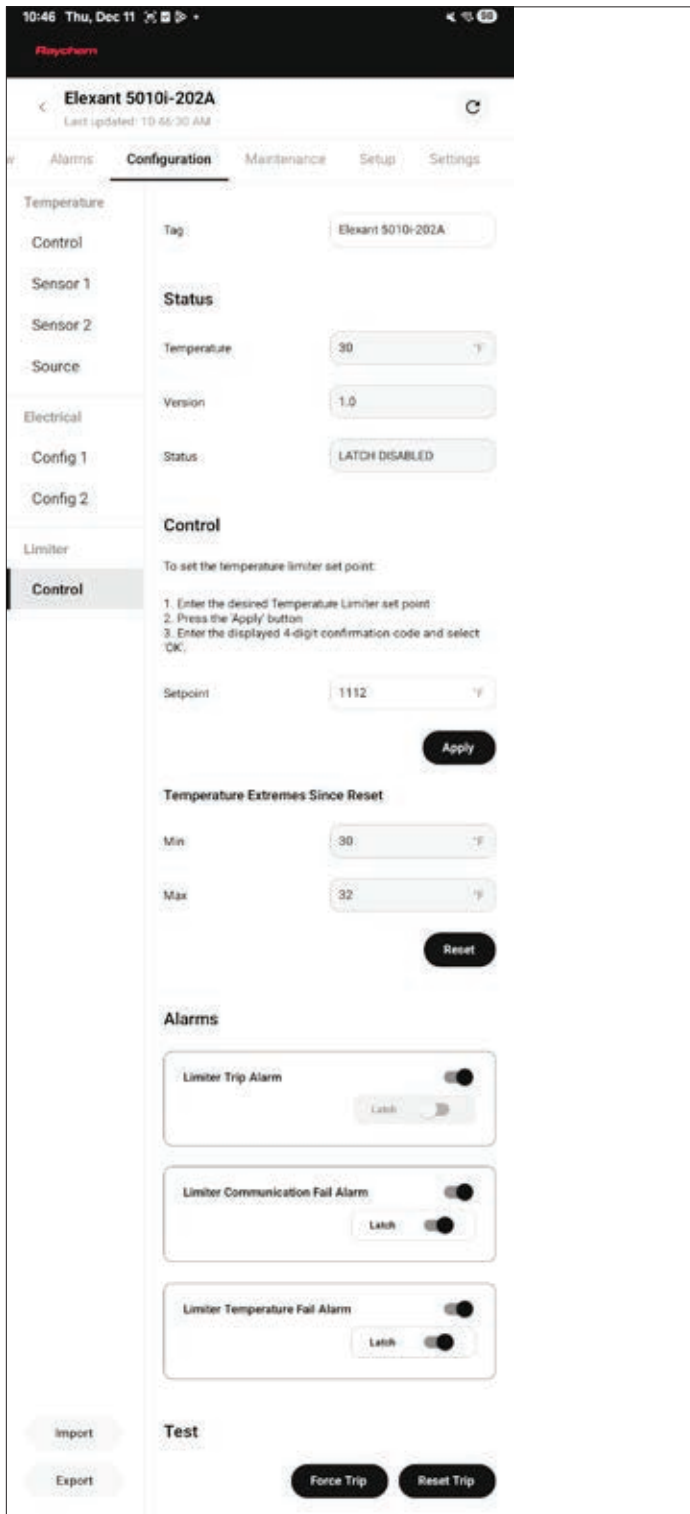 10:46 Thu, Dec 11
50
Raychem
Elexant 5010i-202A
Last updated: 10:46:30 AM
w Alarms Configuration Maintenance Setup Settings
Temperature
Control
Sensor 1
Sensor 2
Source
Electrical
Config 1
Config 2
Limiter
Control
Import
Export
Tag Elexant 5010i-202A
Status
Temperature 30 °F
Version 1.0
Status LATCH DISABLED
Control
To set the temperature limiter set point:
1. Enter the desired Temperature Limiter set point
2. Press the 'Apply' button
3. Enter the displayed 4-digit confirmation code and select
'OK'.
Setpoint 1112 °F
Apply
Temperature Extremes Since Reset
Min 30 °F
Max 32 °F
Reset
Alarms
Limiter Trip Alarm
Latch
Limiter Communication Fail Alarm
Latch
Limiter Temperature Fail Alarm
Latch
Test
Force Trip Reset Trip